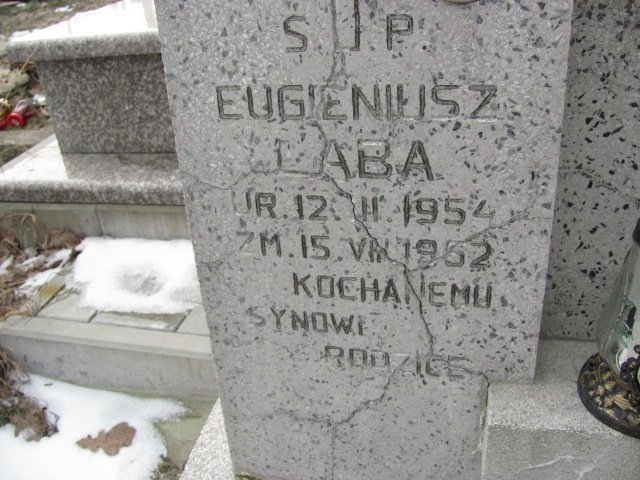 S P.
EUGENIUSZ
ŁABA
UR. 12. II 1954
ZM. 15. VII 1962
KOCHANEMU
SYNOWI
RODZICE